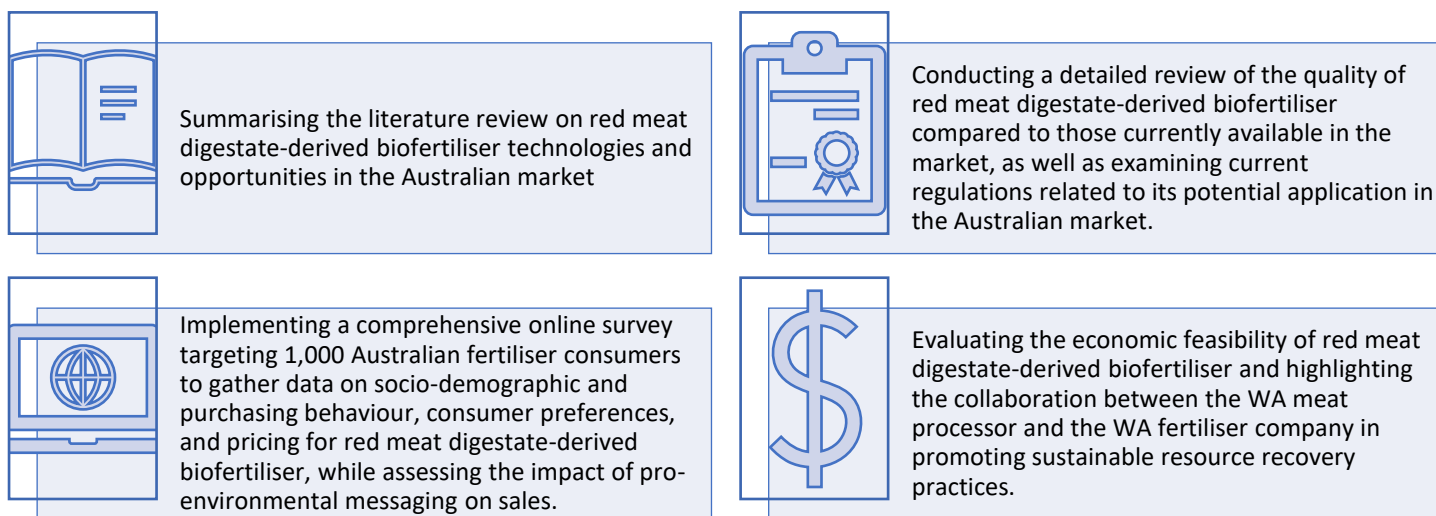 Summarising the literature review on red meat
digestate-derived biofertiliser technologies and
opportunities in the Australian market
Conducting a detailed review of the quality of
red meat digestate-derived biofertiliser
compared to those currently available in the
market, as well as examining current
regulations related to its potential application in
the Australian market.
Implementing a comprehensive online survey
targeting 1,000 Australian fertiliser consumers
to gather data on socio-demographic and
purchasing behaviour, consumer preferences,
and pricing for red meat digestate-derived
biofertiliser, while assessing the impact of pro-
environmental messaging on sales.
Evaluating the economic feasibility of red meat
digestate-derived biofertiliser and highlighting
the collaboration between the WA meat
processor and the WA fertiliser company in
promoting sustainable resource recovery
practices.